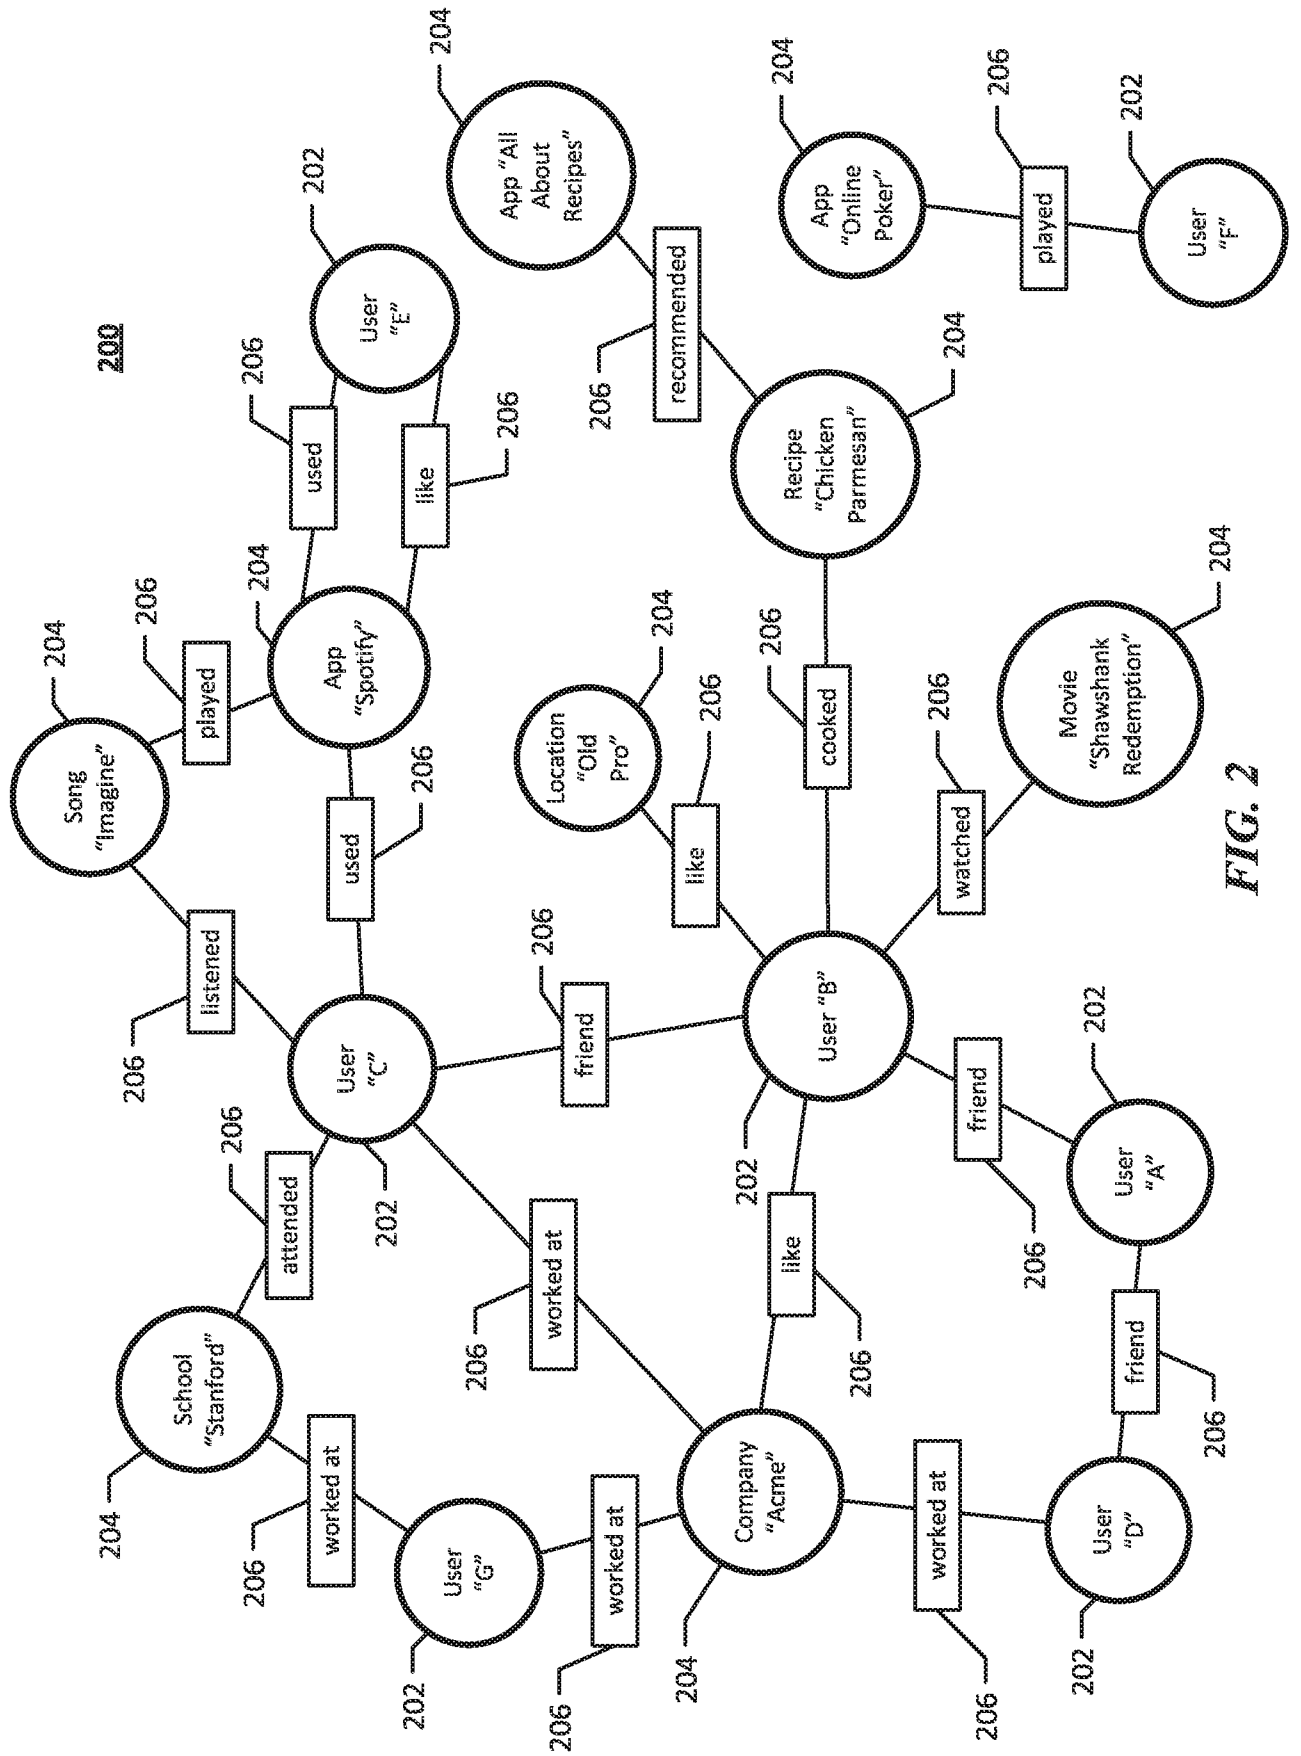 200
204
School
"Stanford"
206
attended
206
listened
Song
"Imagine"
204
206
played
206
worked at
User
"C"
202
206
used
App
"Spotify"
204
206
used
206
like
User
"E"
202
User
"G"
202
206
worked at
206
worked at
206
friend
Location
"Old
Pro"
204
206
like
App "All
About
Recipes"
204
206
recommended
Company
"Acme"
204
206
like
User "B"
202
206
cooked
Recipe
"Chicken
Parmesan"
204
App
"Online
Poker"
204
206
worked at
206
friend
206
watched
206
played
User
"D"
202
206
friend
User
"A"
202
Movie
"Shawshank
Redemption"
204
User
"F"
202
FIG. 2